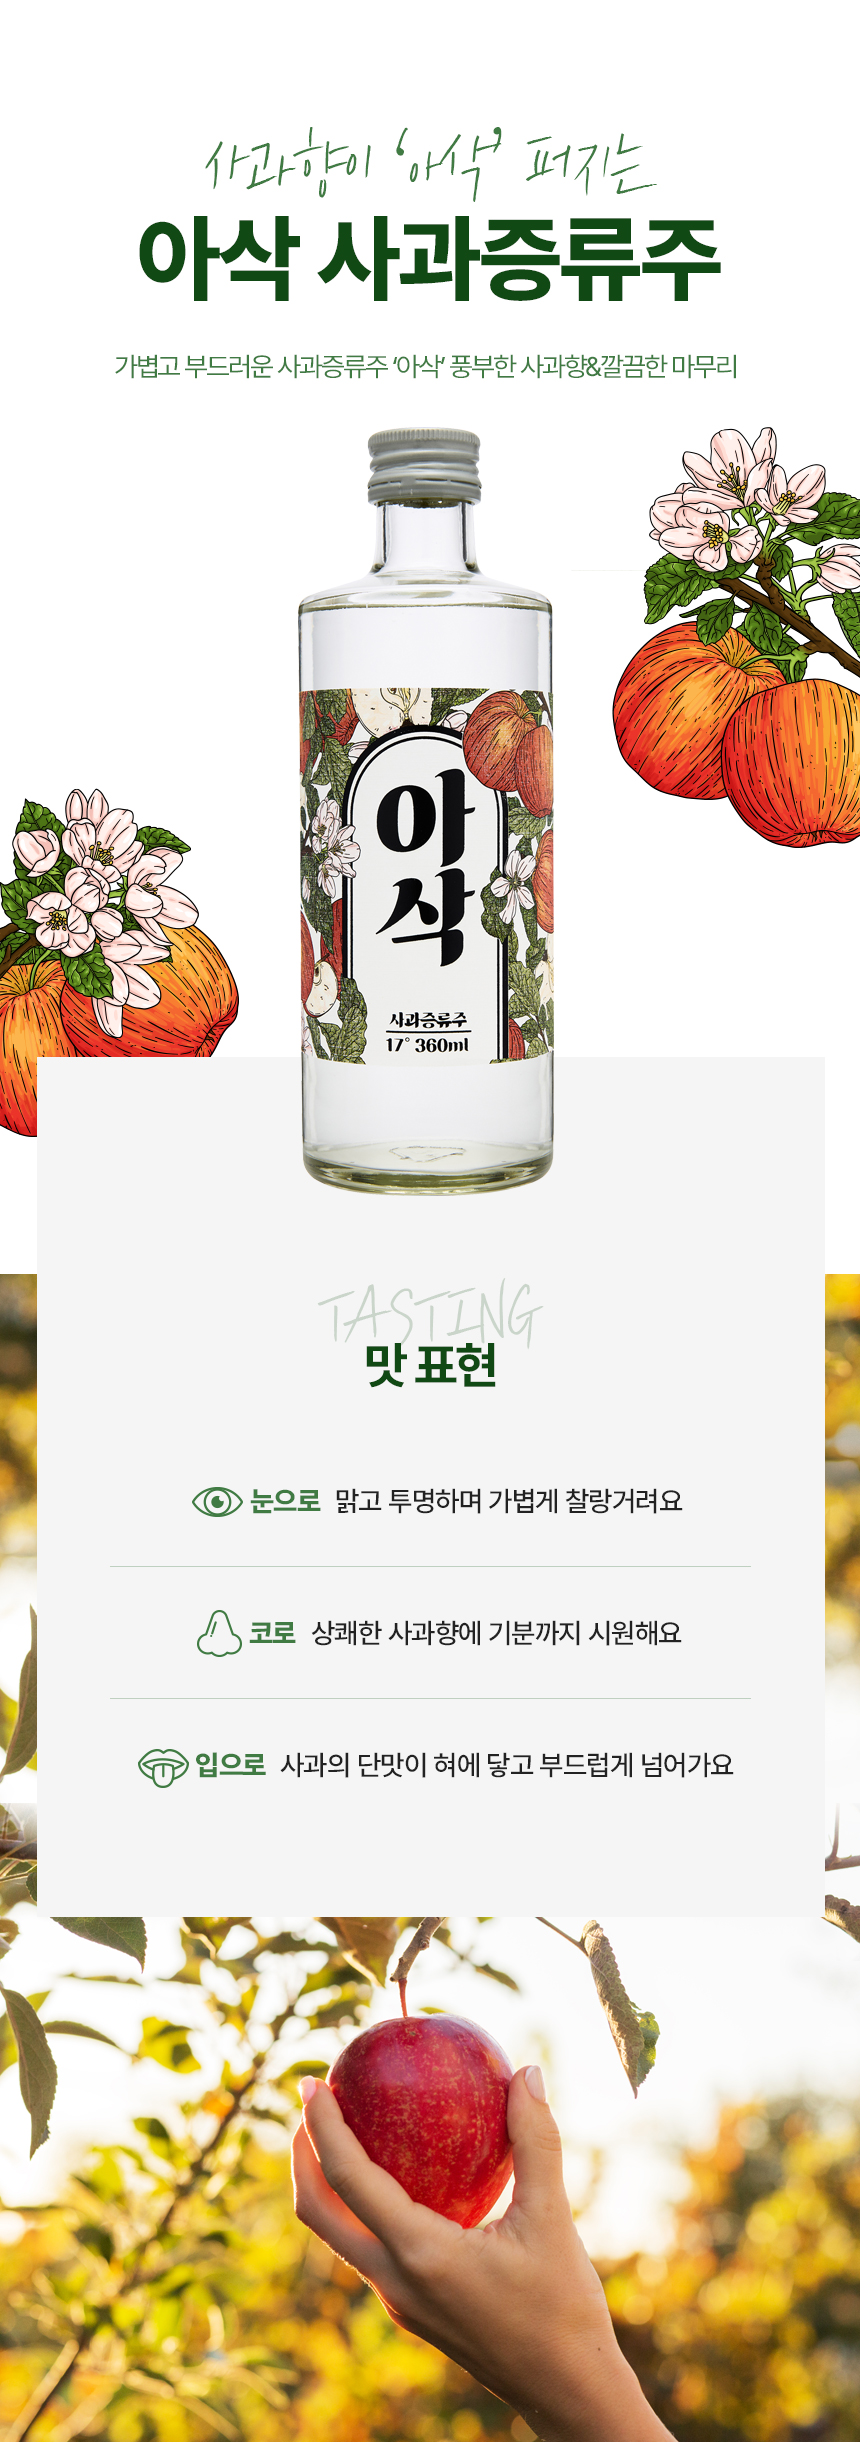 사과향이 ‘아삭’ 퍼지는
아삭 사과증류주
가볍고 부드러운 사과증류주 ‘아삭’ 풍부한 사과향&깔끔한 마무리
아
삭
사과증류주
17° 360ml
TASTING
맛 표현
눈으로 맑고 투명하며 가볍게 찰랑거려요
코로 상쾌한 사과향에 기분까지 시원해요
입으로 사과의 단맛이 혀에 닿고 부드럽게 넘어가요